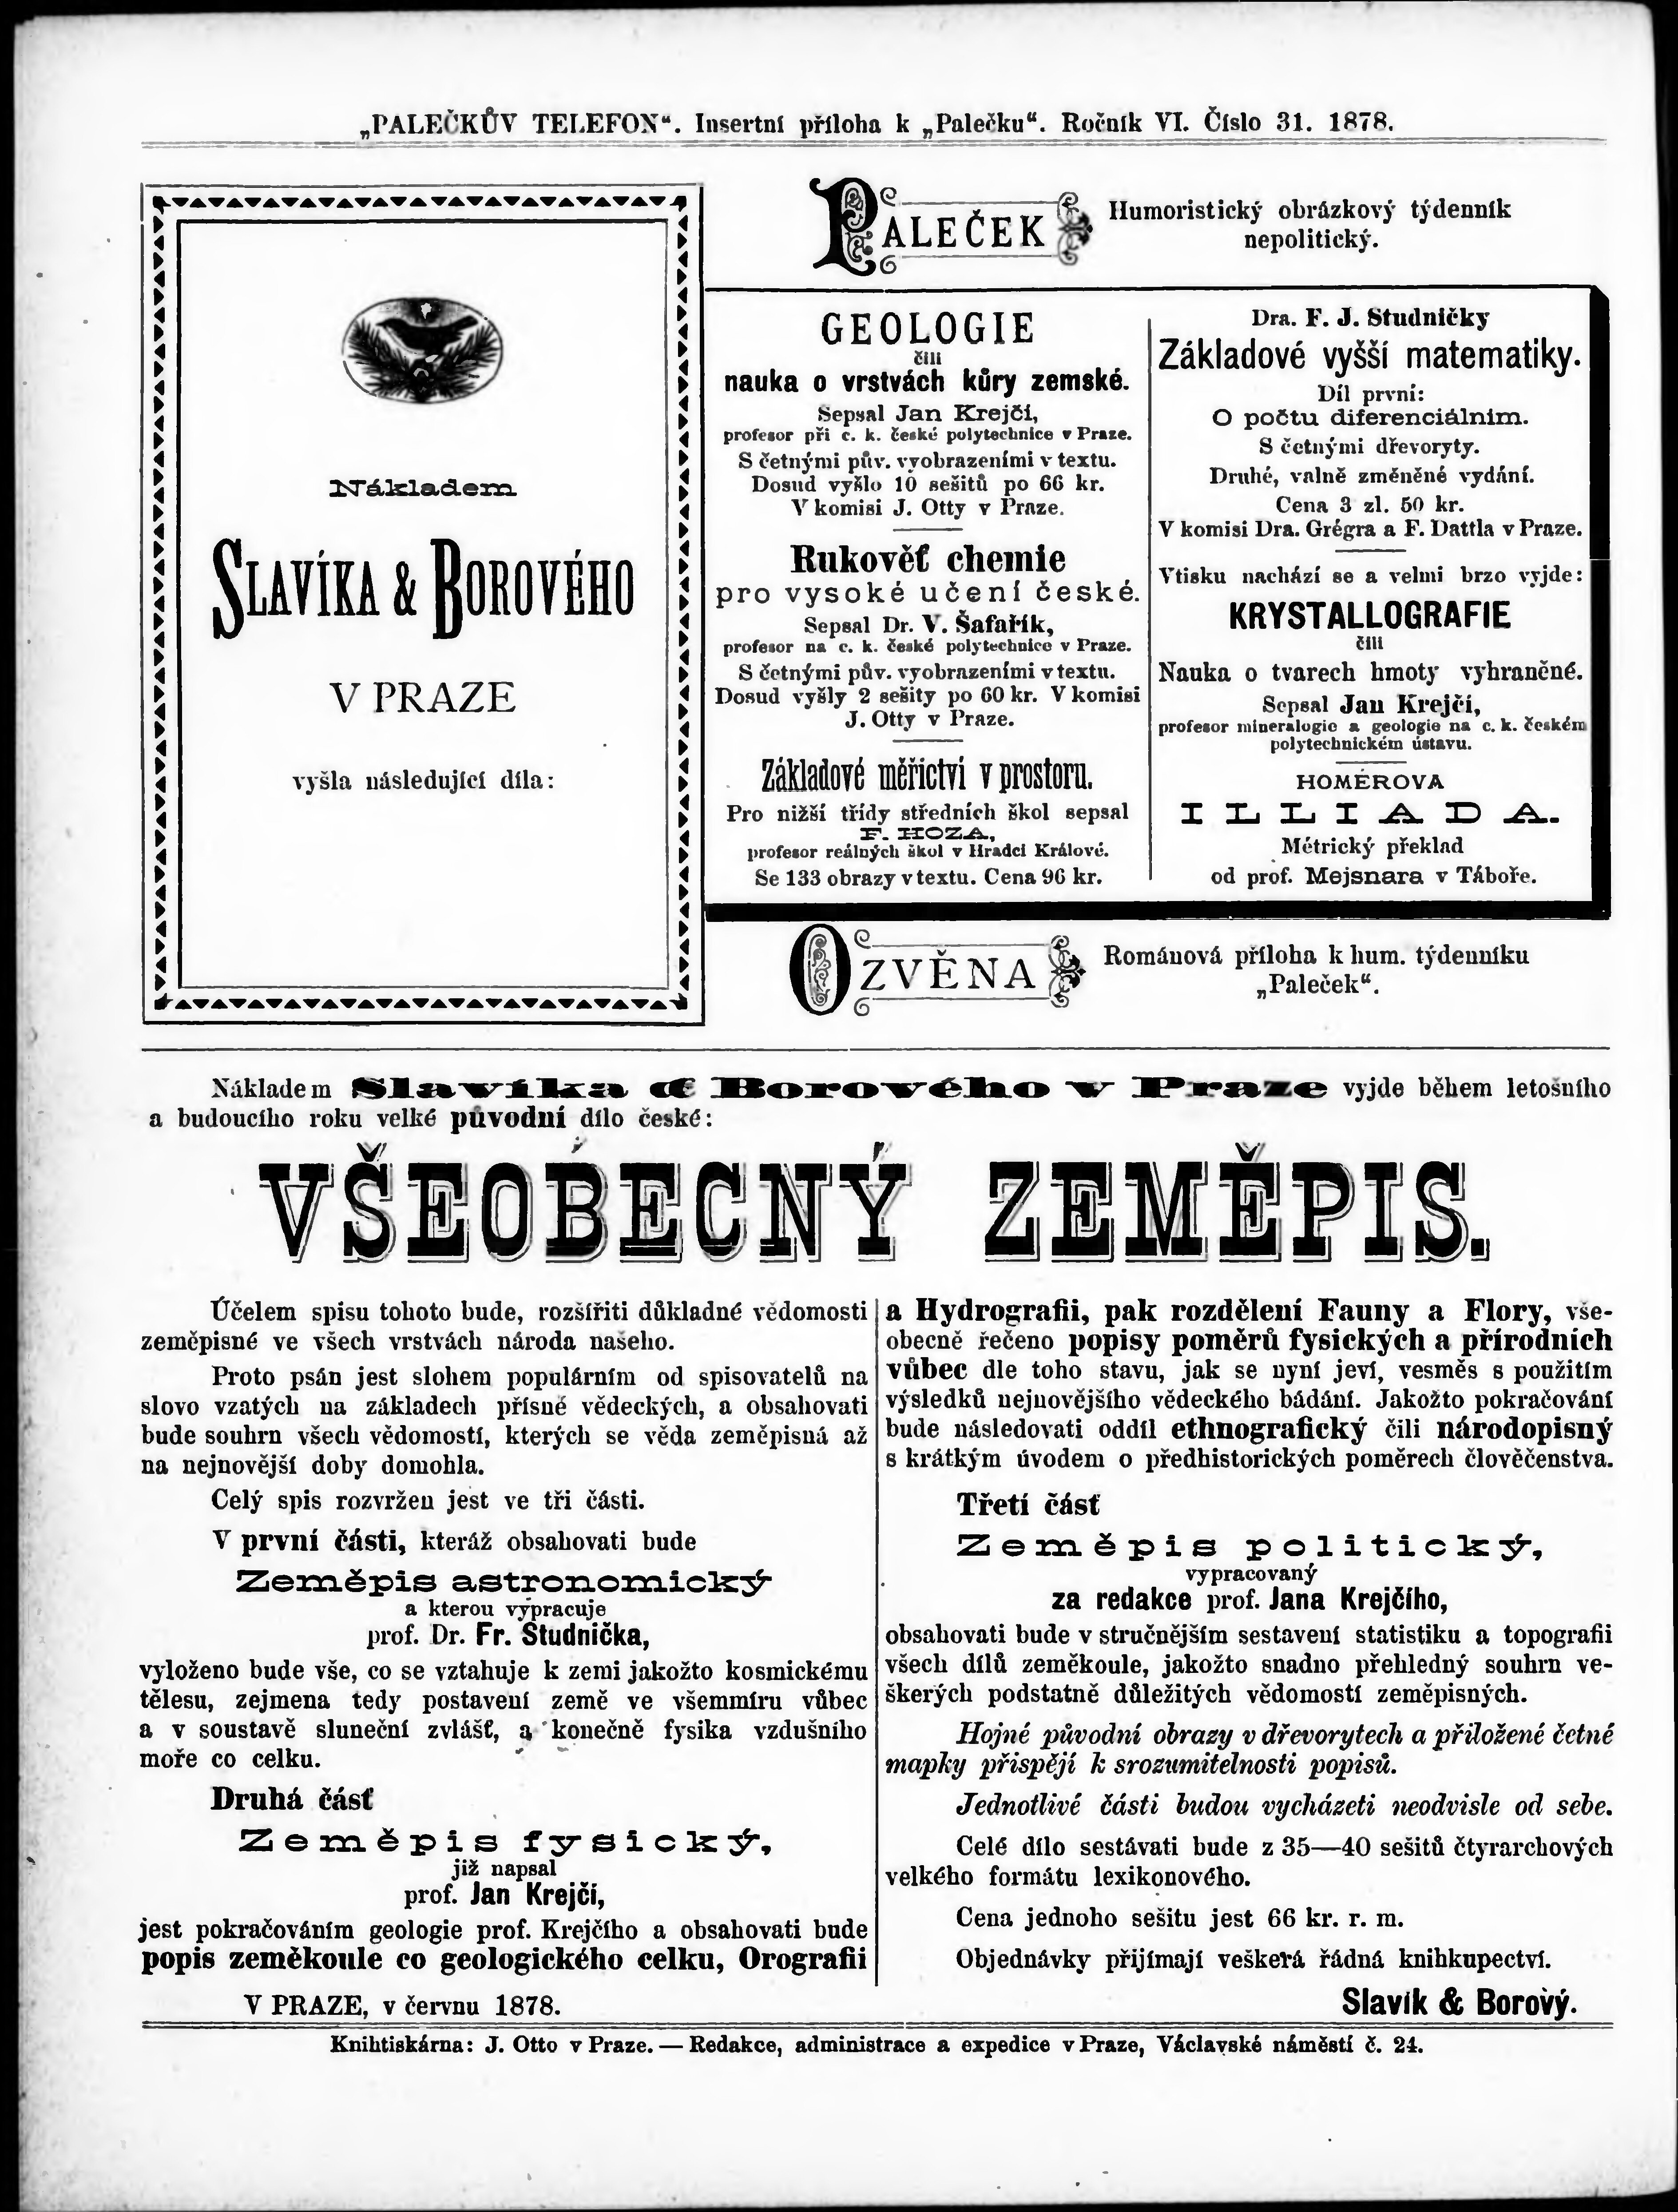 „PALEČKŮV TELEFON“. Insertní příloha k „Palečku“. Ročník VI. Číslo 31. 1878.
Nákladem
SLAVÍKA & BOROVÉHO
V PRAZE
vyšla následující díla:
PALEČEK
Humoristický obrázkový týdenník
nepolitický.
GEOLOGIE
čili
nauka o vrstvách kůry zemské.
Sepsal Jan Krejčí,
profesor při c. k. české polytechnice v Praze.
S četnými pův. vyobrazeními v textu.
Dosud vyšlo 10 sešitů po 66 kr.
V komisi J. Otty v Praze.
Rukověť chemie
pro vysoké učení české.
Sepsal Dr. V. Šafařík,
profesor na c. k. české polytechnice v Praze.
S četnými pův. vyobrazeními v textu.
Dosud vyšly 2 sešity po 60 kr. V komisi
J. Otty v Praze.
Základové měřictví v prostoru.
Pro nižší třídy středních škol sepsal
F. HOZA,
profesor reálných škol v Hradci Králové.
Se 133 obrazy v textu. Cena 96 kr.
Dra. F. J. Studničky
Základové vyšší matematiky.
Díl první:
O počtu diferenciálním.
S četnými dřevoryty.
Druhé, valně změněné vydání.
Cena 3 zl. 50 kr.
V komisi Dra. Grégra a F. Dattla v Praze.
V tisku nachází se a velmi brzo vyjde:
KRYSTALLOGRAFIE
čili
Nauka o tvarech hmoty vyhraněné.
Sepsal Jan Krejčí,
profesor mineralogie a geologie na c. k. českém
polytechnickém ústavu.
HOMÉROVA
ILLIADA.
Métrický překlad
od prof. Mejsnara v Táboře.
OZVĚNA
Románová příloha k hum. týdenníku
„Paleček“.
Nákladem Slavíka & Borového v Praze vyjde během letošního
a budoucího roku velké původní dílo české:
VŠEOBECNÝ ZEMĚPIS.
Účelem spisu tohoto bude, rozšířiti důkladné vědomosti
zeměpisné ve všech vrstvách národa našeho.
Proto psán jest slohem populárním od spisovatelů na
slovo vzatých na základech přísně vědeckých, a obsahovati
bude souhrn všech vědomostí, kterých se věda zeměpisná až
na nejnovější doby domohla.
Celý spis rozvržen jest ve tři části.
V první části, kteráž obsahovati bude
Zeměpis astronomický
a kterou vypracuje
prof. Dr. Fr. Studnička,
vyloženo bude vše, co se vztahuje k zemi jakožto kosmickému
tělesu, zejmena tedy postavení země ve všemmíru vůbec
a v soustavě sluneční zvlášť, a konečně fysika vzdušního
moře co celku.
Druhá část
Zeměpis fysický,
již napsal
prof. Jan Krejčí,
jest pokračováním geologie prof. Krejčího a obsahovati bude
popis zeměkoule co geologického celku, Orografii
a Hydrografii, pak rozdělení Fauny a Flory, vše-
obecně řečeno popisy poměrů fysických a přírodních
vůbec dle toho stavu, jak se nyní jeví, vesměs s použitím
výsledků nejnovějšího vědeckého bádání. Jakožto pokračování
bude následovati oddíl ethnografický čili národopisný
s krátkým úvodem o předhistorických poměrech člověčenstva.
Třetí část
Zeměpis politický,
vypracovaný
za redakce prof. Jana Krejčího,
obsahovati bude v stručnějším sestavení statistiku a topografii
všech dílů zeměkoule, jakožto snadno přehledný souhrn ve-
škerých podstatně důležitých vědomostí zeměpisných.
Hojné původní obrazy v dřevorytech a přiložené četné
mapky přispějí k srozumitelnosti popisů.
Jednotlivé části budou vycházeti neodvisle od sebe.
Celé dílo sestávati bude z 35—40 sešitů čtyrarchových
velkého formátu lexikonového.
Cena jednoho sešitu jest 66 kr. r. m.
Objednávky přijímají veškerá řádná knihkupectví.
V PRAZE, v červnu 1878.
Slavík & Borový.
Knihtiskárna: J. Otto v Praze. — Redakce, administrace a expedice v Praze, Václavské náměstí č. 24.